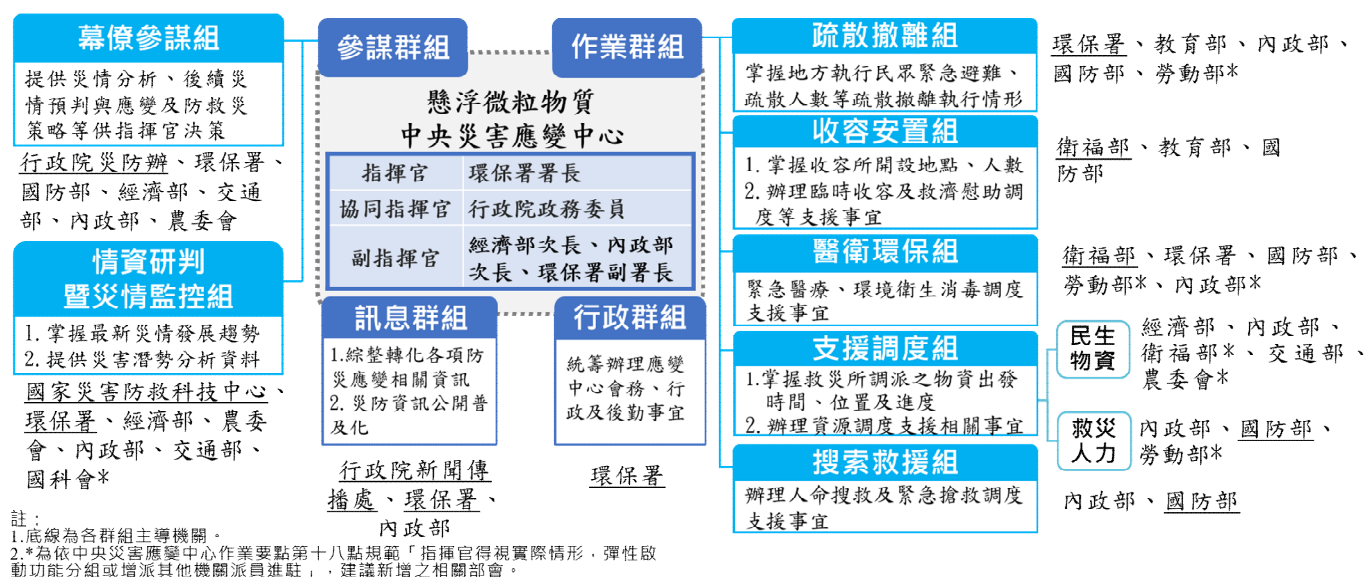 幕僚參謀組
提供災情分析、後續災
情預判與應變及防救災
策略等供指揮官決策
行政院災防辦、環保署、
國防部、經濟部、交通
部、內政部、農委會
情資研判
暨災情監控組
1.掌握最新災情發展趨勢
2.提供災害潛勢分析資料
國家災害防救科技中心、
環保署、經濟部、農委
會、內政部、交通部、
國科會*
參謀群組
作業群組
懸浮微粒物質
中央災害應變中心
指揮官 環保署署長
協同指揮官 行政院政務委員
副指揮官 經濟部次長、內政部
次長、環保署副署長
訊息群組
1.綜整轉化各項防
災應變相關資訊
2.災防資訊公開普
及化
行政院新聞傳
播處、環保署、
內政部
行政群組
統籌辦理應變
中心會務、行
政及後勤事宜
環保署
疏散撤離組
掌握地方執行民眾緊急避難、
疏散人數等疏散撤離執行情形
環保署、教育部、內政部、
國防部、勞動部*
收容安置組
1.掌握收容所開設地點、人數
2.辦理臨時收容及救濟慰助調
度等支援事宜
衛福部、教育部、國
防部
醫衛環保組
緊急醫療、環境衛生消毒調度
支援事宜
衛福部、環保署、國防部、
勞動部*、內政部*
支援調度組
1.掌握救災所調派之物資出發
時間、位置及進度
2.辦理資源調度支援相關事宜
民生
物資
經濟部、內政部、
衛福部*、交通部、
農委會*
救災
人力
內政部、國防部、
勞動部*
搜索救援組
辦理人命搜救及緊急搶救調度
支援事宜
內政部、國防部
註：
1.底線為各群組主導機關。
2.*為依中央災害應變中心作業要點第十八點規範「指揮官得視實際情形，彈性啟
動功能分組或增派其他機關派員進駐」，建議新增之相關部會。